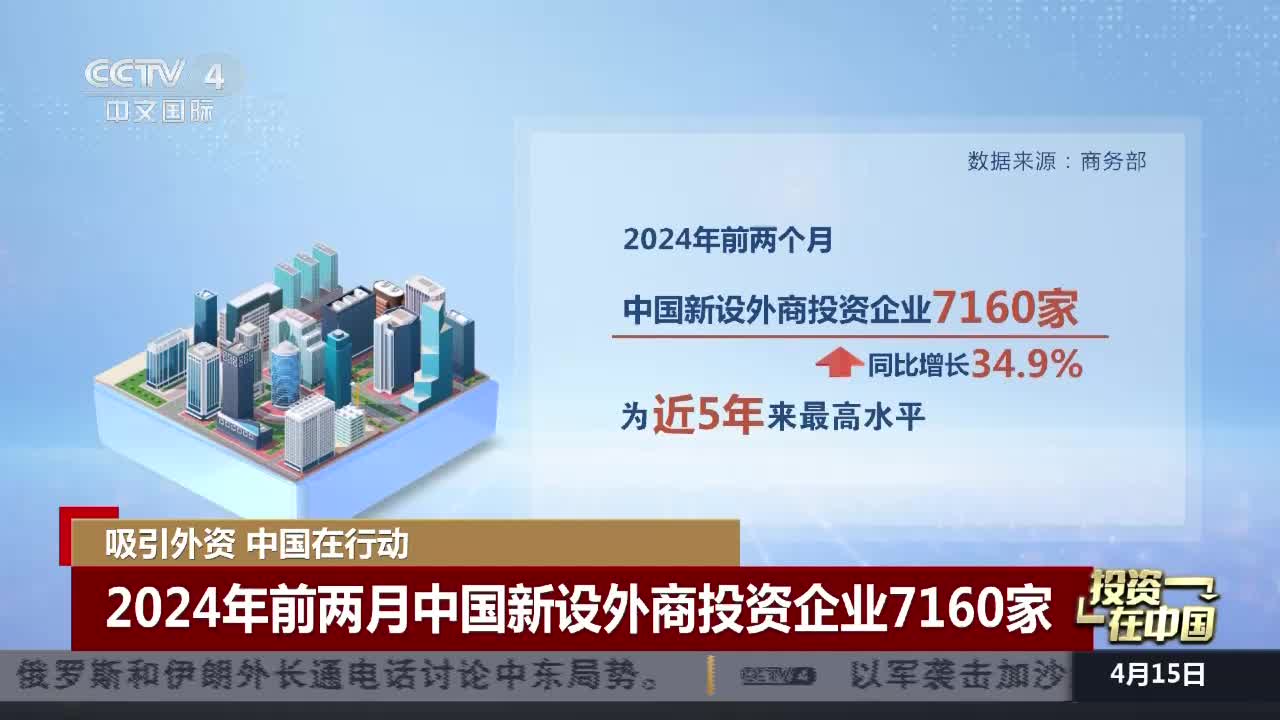 CCTV 4
中文国际
数据来源：商务部
2024年前两个月
中国新设外商投资企业7160家
同比增长34.9%
为近5年来最高水平
吸引外资 中国在行动
2024年前两月中国新设外商投资企业7160家
投资
在中国
俄罗斯和伊朗外长通电话讨论中东局势。 CCTV 4 以军袭击加沙
4月15日